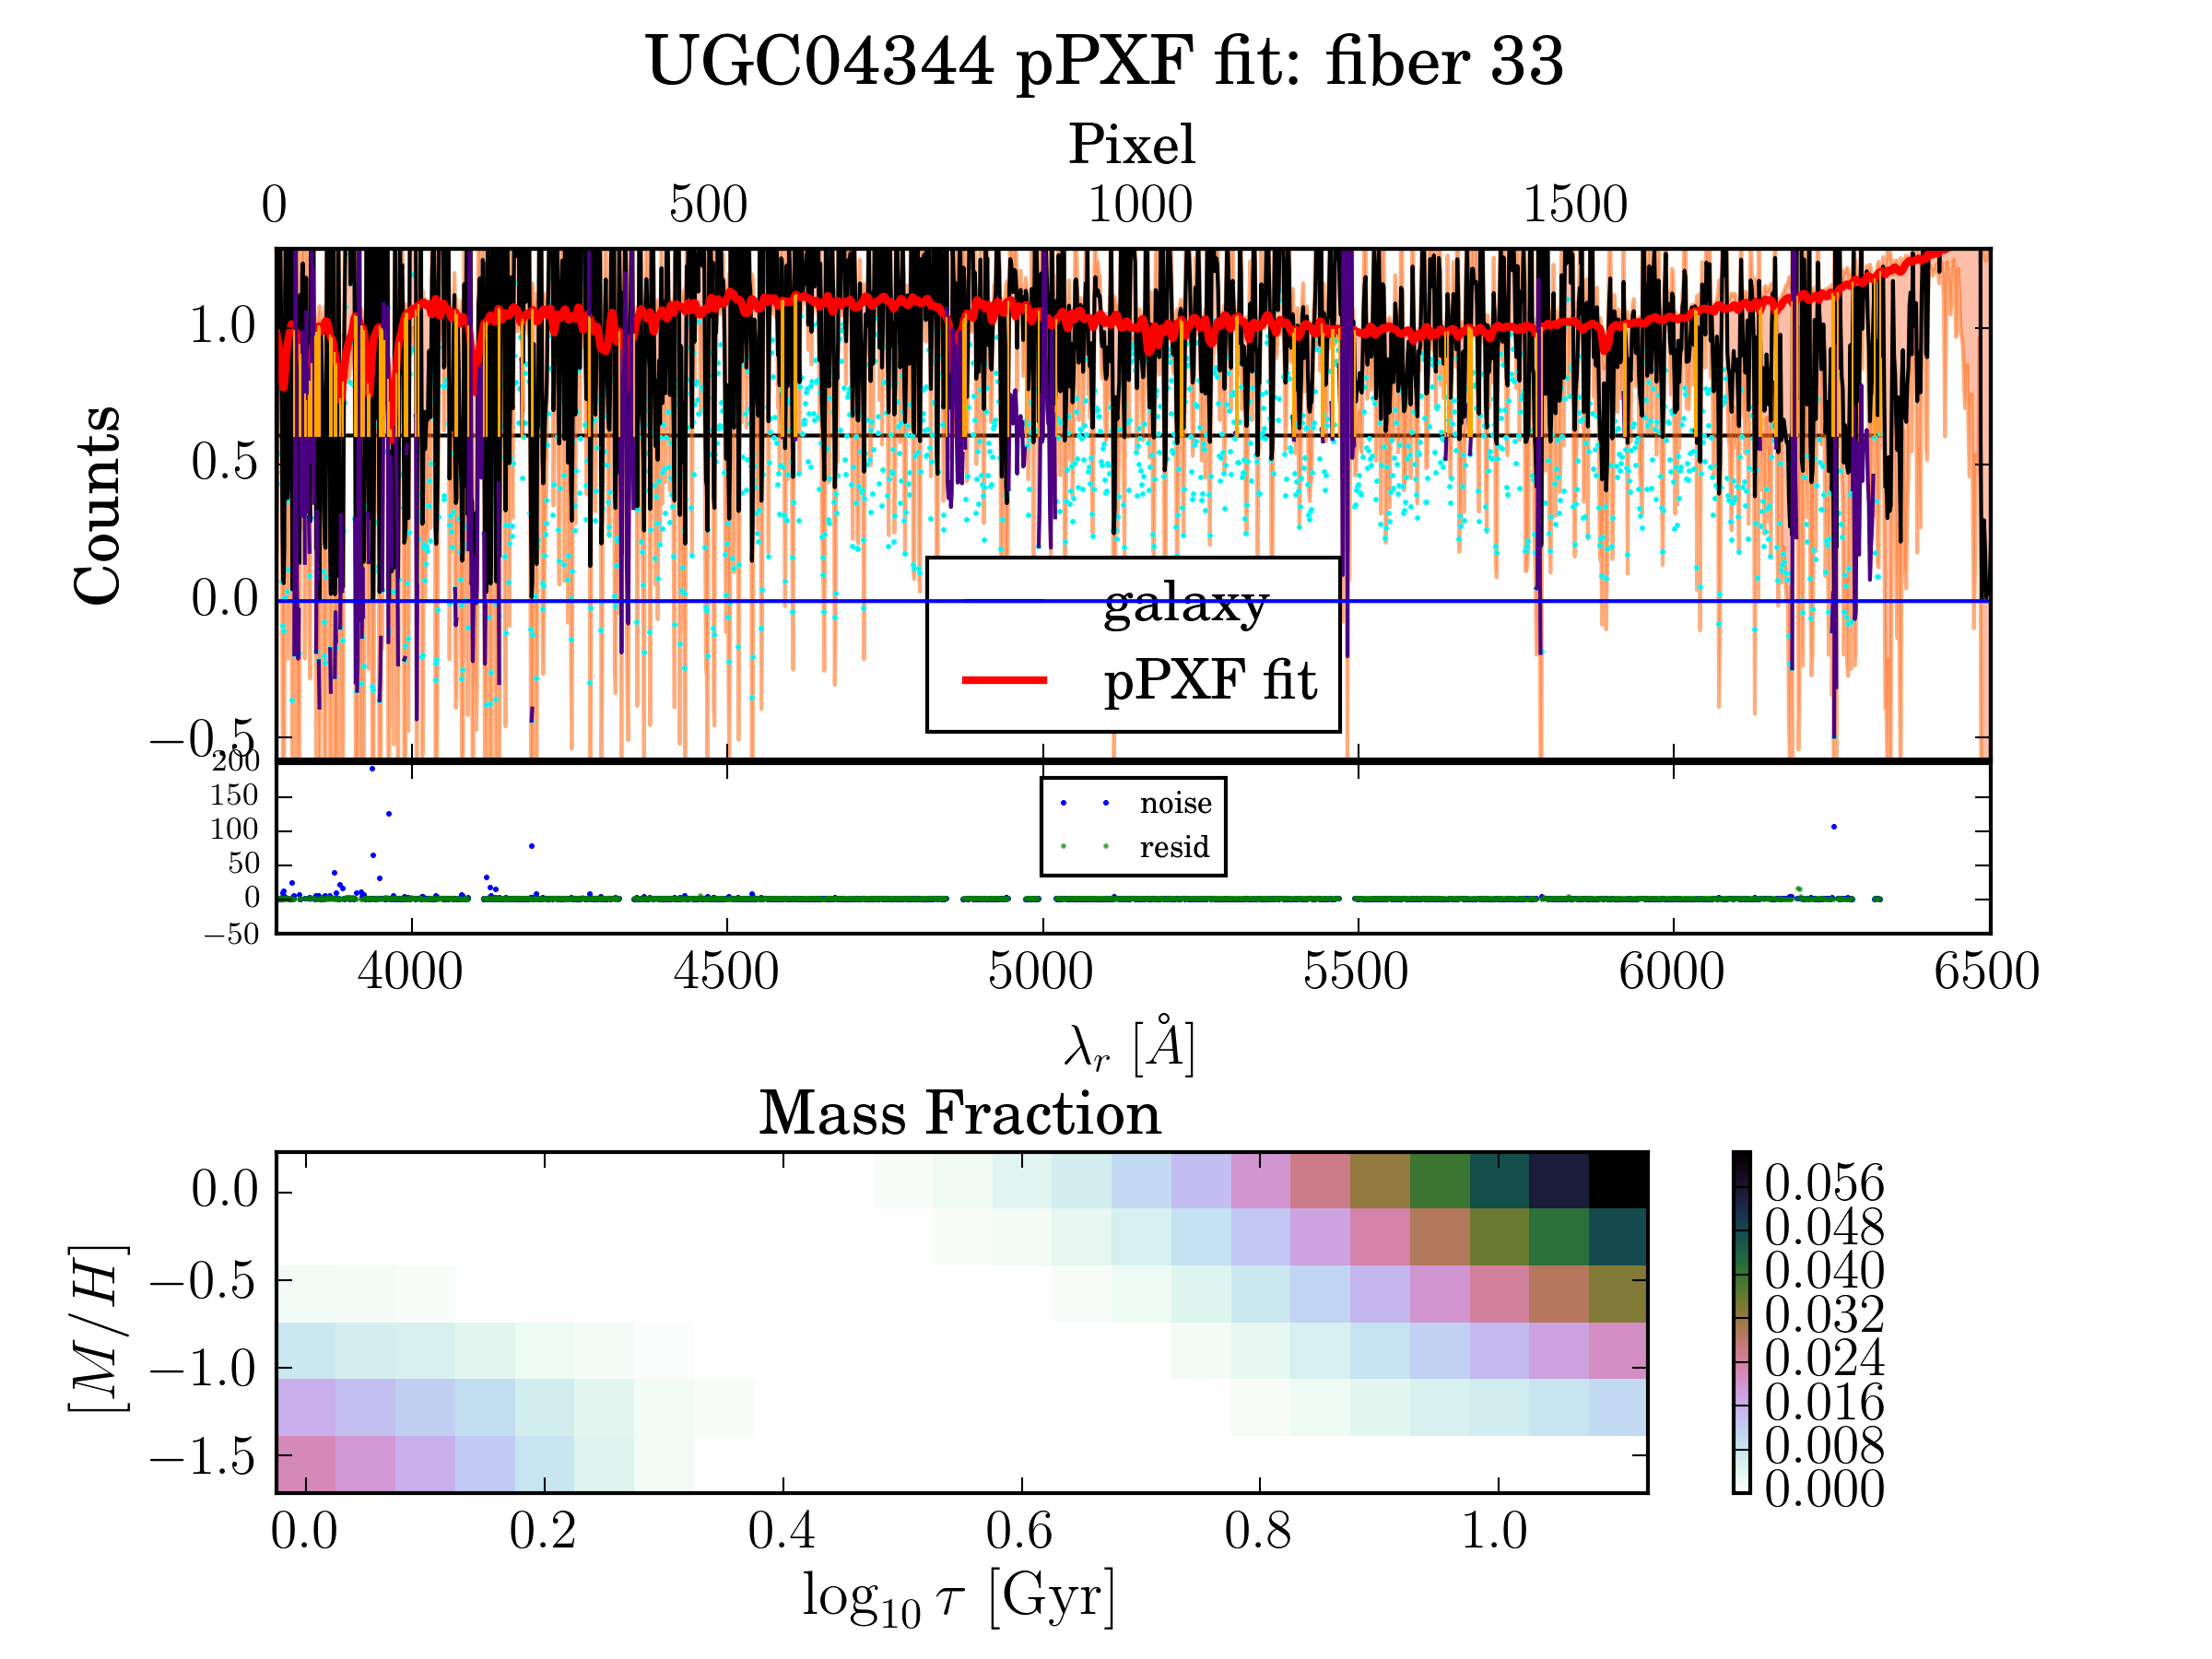 UGC04344 pPXF fit: fiber 33
Pixel
0 500 1000 1500
1.0
0.5
0.0
−0.5
Counts
galaxy
pPXF fit
200
150
100
50
0
−50
noise
resid
4000 4500 5000 5500 6000 6500
λr [Å]
Mass Fraction
0.0
−0.5
−1.0
−1.5
[M/H]
0.0 0.2 0.4 0.6 0.8 1.0
log10 τ [Gyr]
0.056
0.048
0.040
0.032
0.024
0.016
0.008
0.000